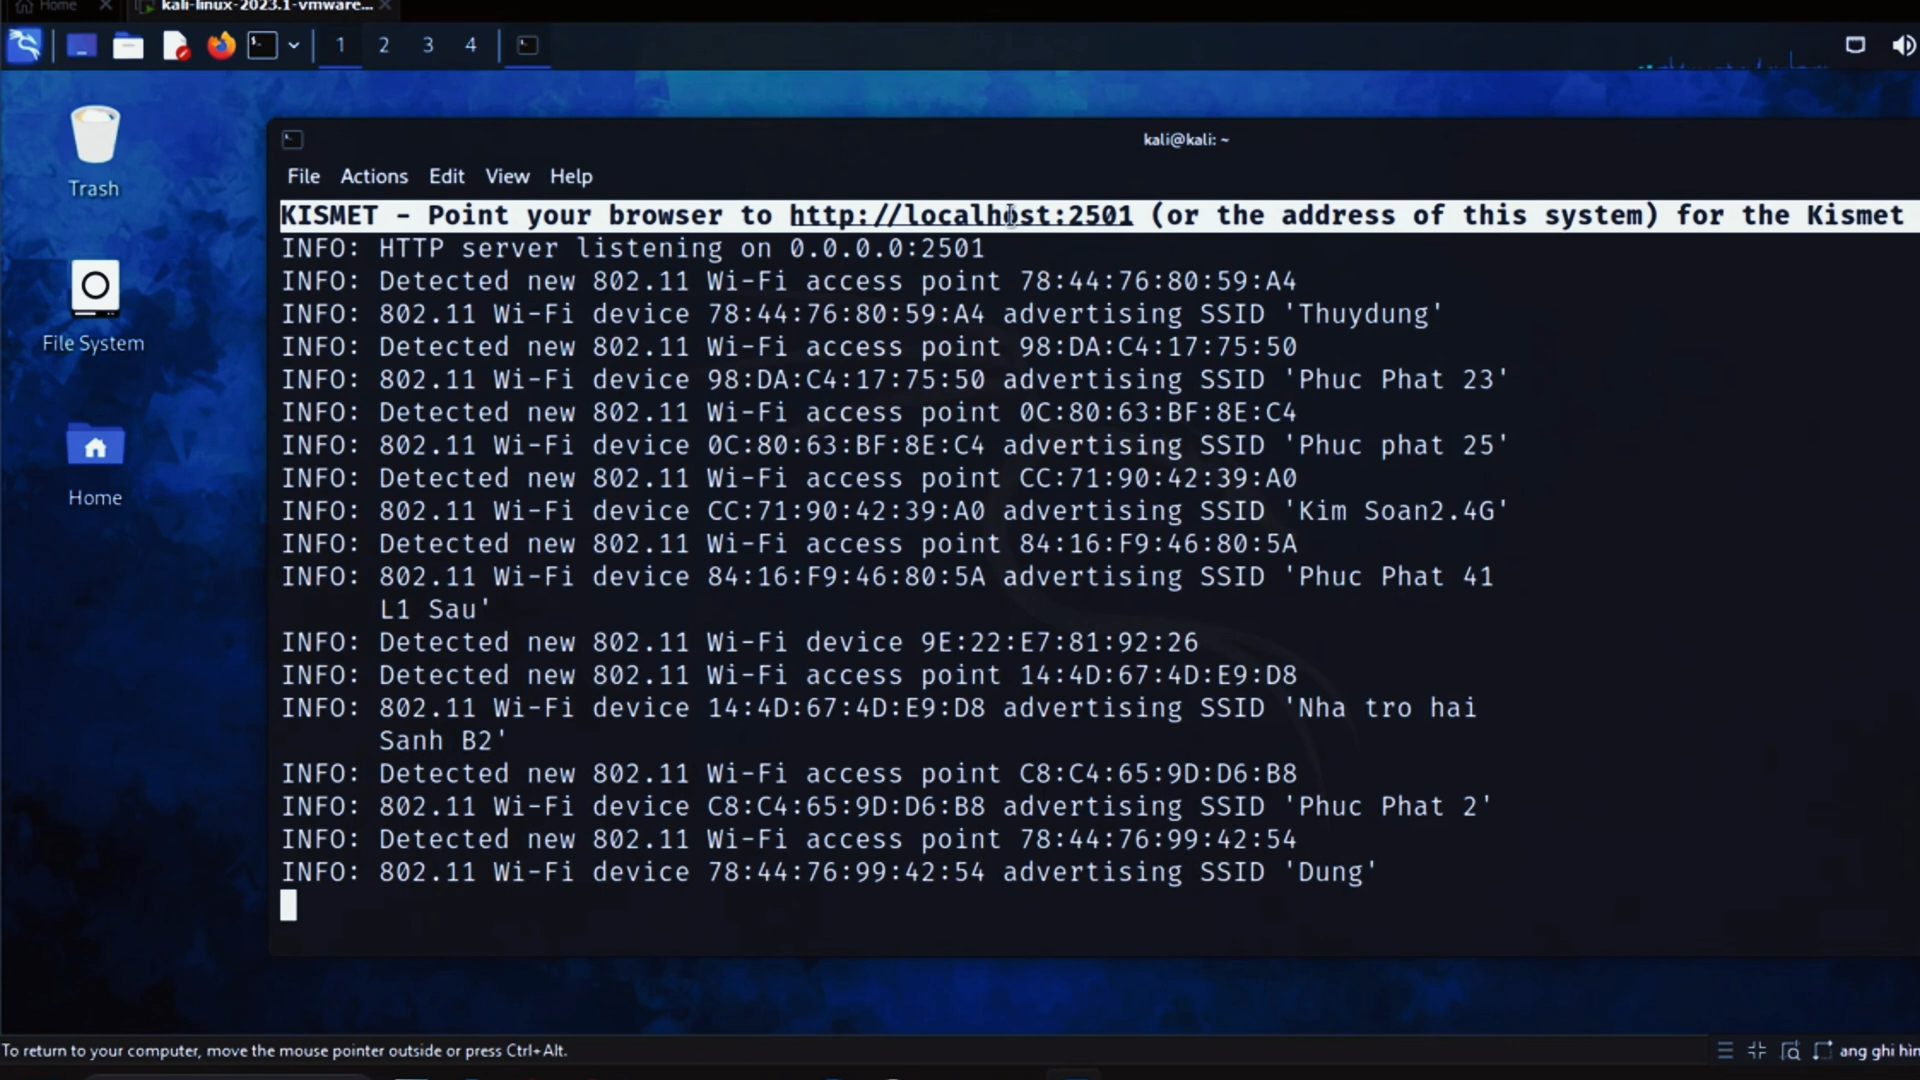 Home
kali-linux-2023.1-vmware...
1 2 3 4
Trash
File System
Home
kali@kali: ~
File Actions Edit View Help
KISMET - Point your browser to http://localhost:2501 (or the address of this system) for the Kismet
INFO: HTTP server listening on 0.0.0.0:2501
INFO: Detected new 802.11 Wi-Fi access point 78:44:76:80:59:A4
INFO: 802.11 Wi-Fi device 78:44:76:80:59:A4 advertising SSID 'Thuydung'
INFO: Detected new 802.11 Wi-Fi access point 98:DA:C4:17:75:50
INFO: 802.11 Wi-Fi device 98:DA:C4:17:75:50 advertising SSID 'Phuc Phat 23'
INFO: Detected new 802.11 Wi-Fi access point 0C:80:63:BF:8E:C4
INFO: 802.11 Wi-Fi device 0C:80:63:BF:8E:C4 advertising SSID 'Phuc phat 25'
INFO: Detected new 802.11 Wi-Fi access point CC:71:90:42:39:A0
INFO: 802.11 Wi-Fi device CC:71:90:42:39:A0 advertising SSID 'Kim Soan2.4G'
INFO: Detected new 802.11 Wi-Fi access point 84:16:F9:46:80:5A
INFO: 802.11 Wi-Fi device 84:16:F9:46:80:5A advertising SSID 'Phuc Phat 41
L1 Sau'
INFO: Detected new 802.11 Wi-Fi device 9E:22:E7:81:92:26
INFO: Detected new 802.11 Wi-Fi access point 14:4D:67:4D:E9:D8
INFO: 802.11 Wi-Fi device 14:4D:67:4D:E9:D8 advertising SSID 'Nha tro hai
Sanh B2'
INFO: Detected new 802.11 Wi-Fi access point C8:C4:65:9D:D6:B8
INFO: 802.11 Wi-Fi device C8:C4:65:9D:D6:B8 advertising SSID 'Phuc Phat 2'
INFO: Detected new 802.11 Wi-Fi access point 78:44:76:99:42:54
INFO: 802.11 Wi-Fi device 78:44:76:99:42:54 advertising SSID 'Dung'
To return to your computer, move the mouse pointer outside or press Ctrl+Alt.
ang ghi hìn